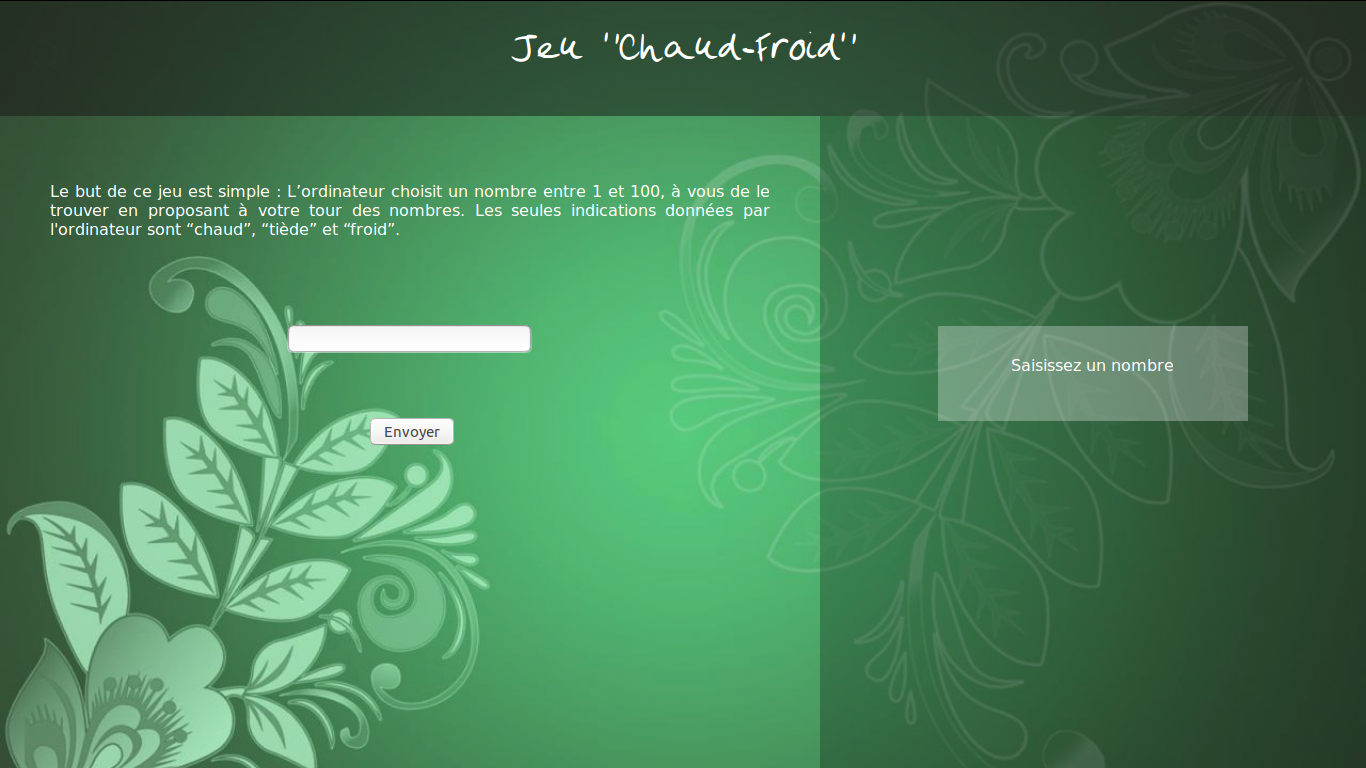 Jeu "Chaud-Froid"
Le but de ce jeu est simple : L’ordinateur choisit un nombre entre 1 et 100, à vous de le
trouver en proposant à votre tour des nombres. Les seules indications données par
l'ordinateur sont “chaud”, “tiède” et “froid”.
Saisissez un nombre
Envoyer